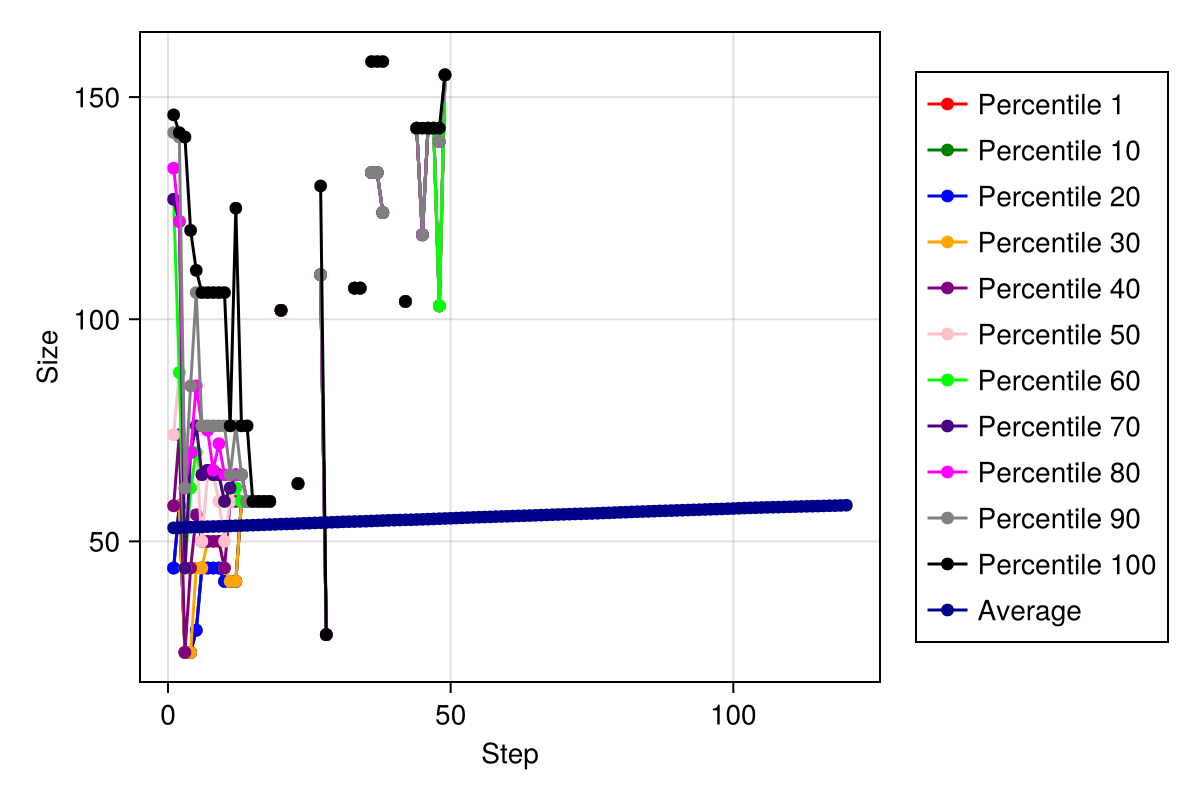 150
100
50
Size
0
50
100
Step
Percentile 1
Percentile 10
Percentile 20
Percentile 30
Percentile 40
Percentile 50
Percentile 60
Percentile 70
Percentile 80
Percentile 90
Percentile 100
Average